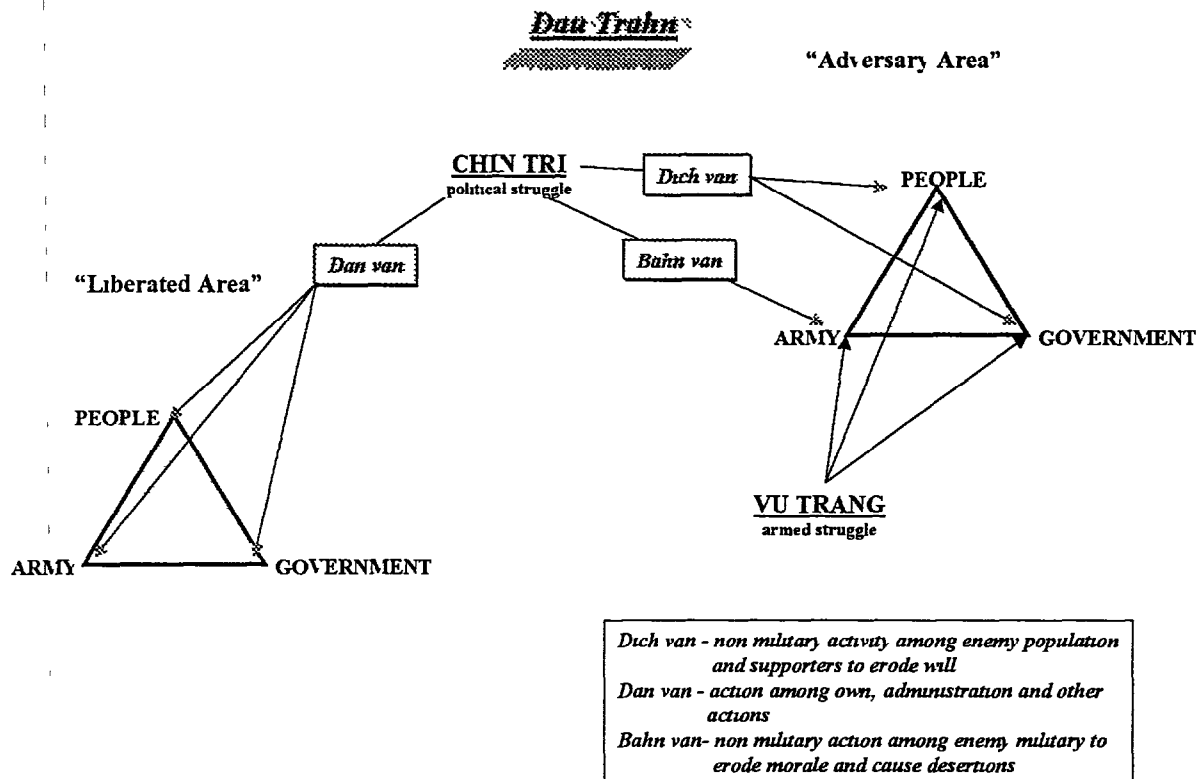 Dau Trahn
"Adversary Area"
CHIN TRI
political struggle
Dich van
PEOPLE
Dan van
Bahn van
"Liberated Area"
ARMY
GOVERNMENT
PEOPLE
VU TRANG
armed struggle
ARMY
GOVERNMENT
Dich van - non military activity among enemy population
and supporters to erode will
Dan van - action among own, administration and other
actions
Bahn van- non military action among enemy military to
erode morale and cause desertions